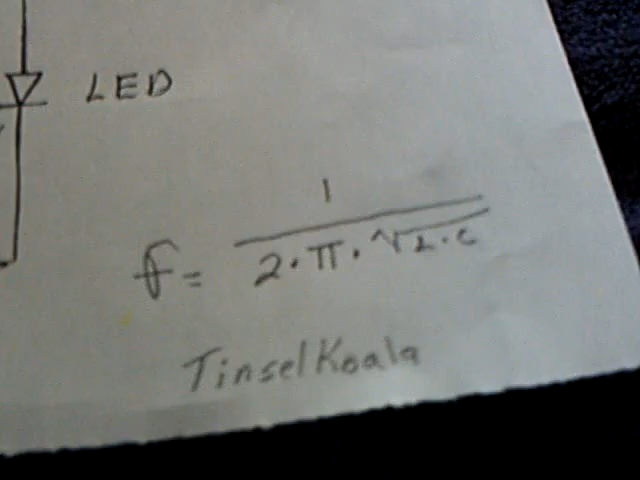 LED
f = 1 / 2·π·√L·C
TinselKoala